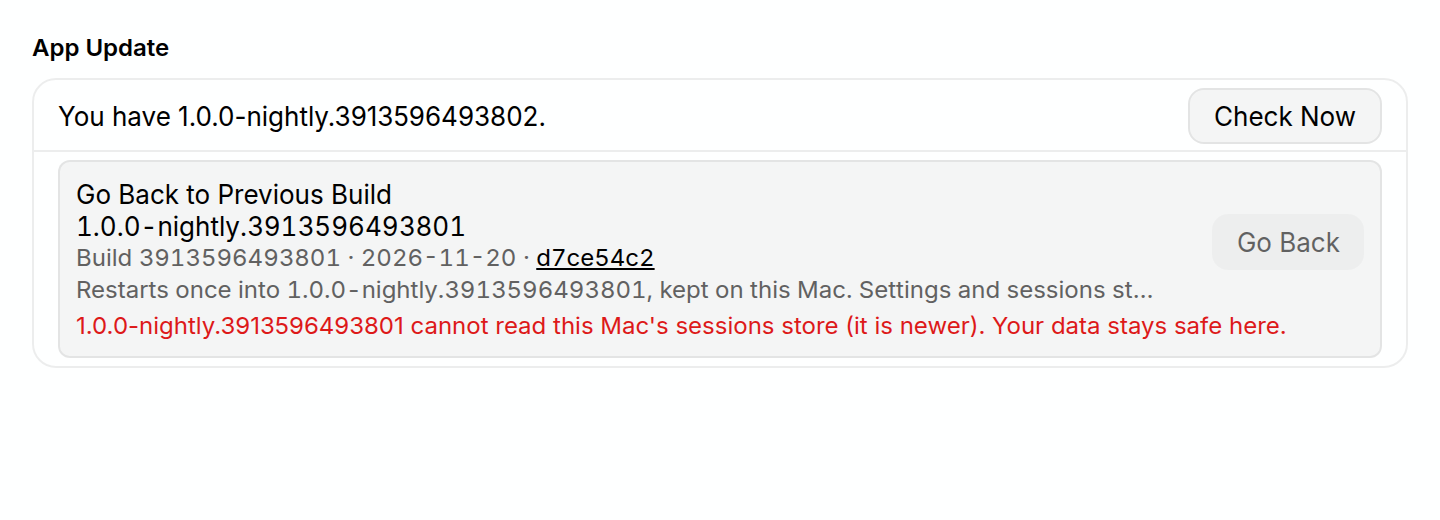 App Update
You have 1.0.0-nightly.3913596493802.
Check Now
Go Back to Previous Build
1.0.0-nightly.3913596493801
Build 3913596493801 · 2026-11-20 · d7ce54c2
Restarts once into 1.0.0-nightly.3913596493801, kept on this Mac. Settings and sessions st...
1.0.0-nightly.3913596493801 cannot read this Mac's sessions store (it is newer). Your data stays safe here.
Go Back